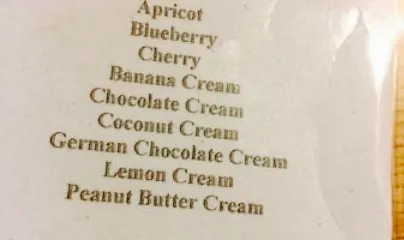 Apricot
Blueberry
Cherry
Banana Cream
Chocolate Cream
Coconut Cream
German Chocolate Cream
Lemon Cream
Peanut Butter Cream